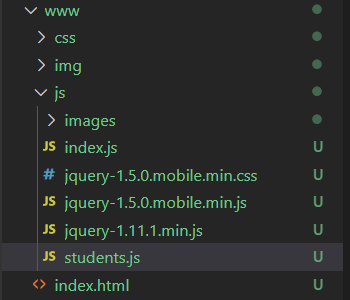 www
css
img
js
images
JS index.js U
# jquery-1.5.0.mobile.min.css U
JS jquery-1.5.0.mobile.min.js U
JS jquery-1.11.1.min.js U
JS students.js U
<> index.html U